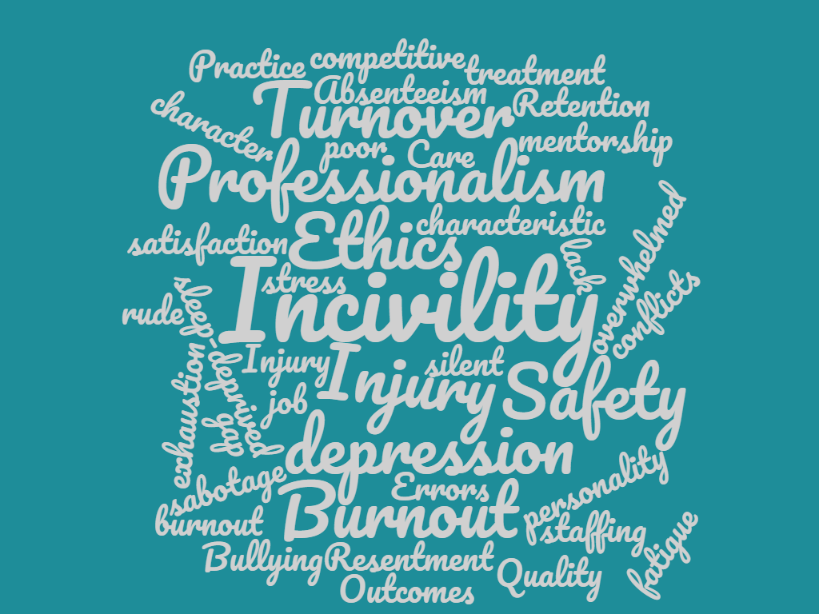 Practice
competitive
treatment
Absenteeism
character
Turnover
Retention
poor
Care
mentorship
Professionalism
characteristic
satisfaction
Ethics
lack
overwhelmed
stress
Incivility
conflicts
rude
sleep-deprived
Injury
Injury
silent
Safety
exhaustion
gap
job
depression
sabotage
Errors
personality
burnout
Burnout
staffing
Bullying
Resentment
Quality
fatigue
Outcomes